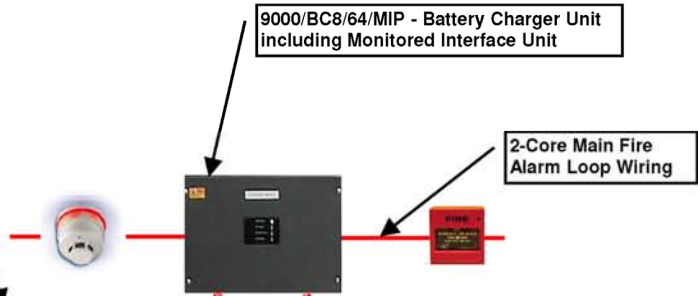 9000/BC8/64/MIP - Battery Charger Unit
including Monitored Interface Unit
2-Core Main Fire
Alarm Loop Wiring
FIRE